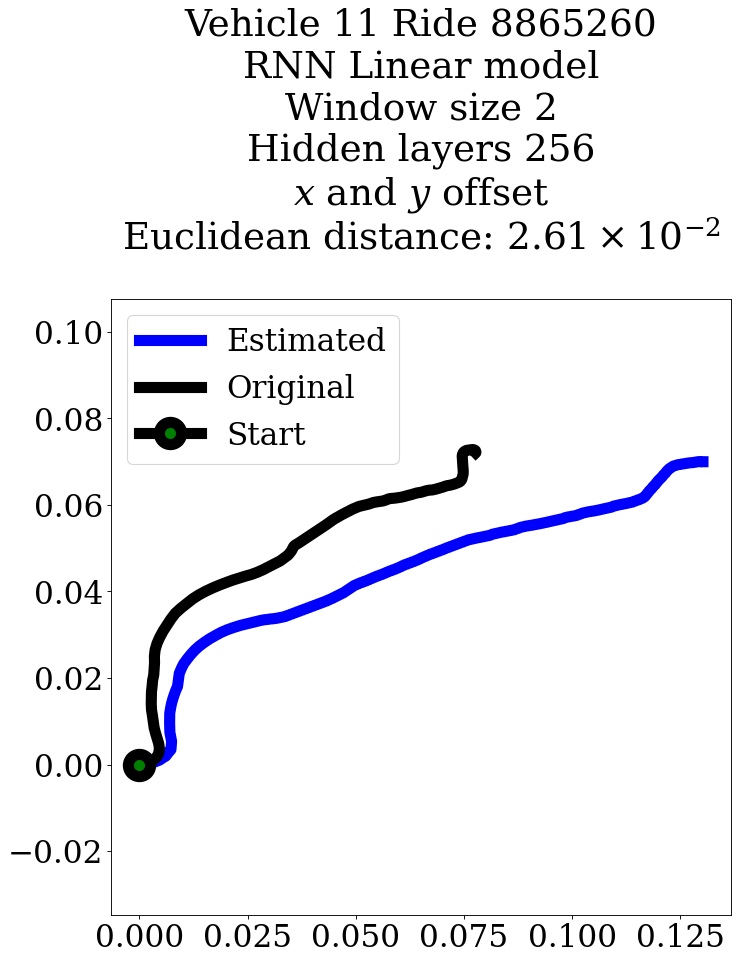 Vehicle 11 Ride 8865260
RNN Linear model
Window size 2
Hidden layers 256
x and y offset
Euclidean distance: 2.61 × 10⁻²
Estimated
Original
Start
0.10
0.08
0.06
0.04
0.02
0.00
−0.02
0.000 0.025 0.050 0.075 0.100 0.125